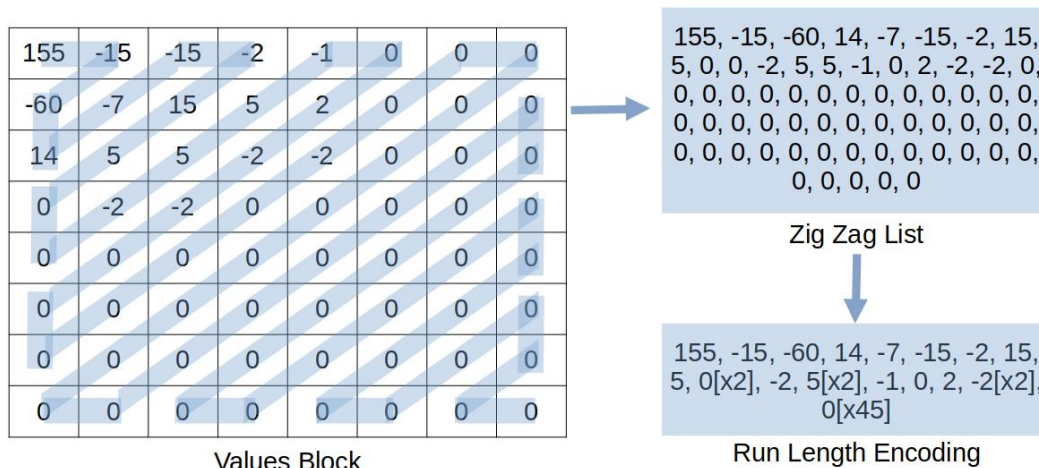 155 -15 -15 -2 -1 0 0 0
-60 -7 15 5 2 0 0 0
14 5 5 -2 -2 0 0 0
0 -2 -2 0 0 0 0 0
0 0 0 0 0 0 0 0
0 0 0 0 0 0 0 0
0 0 0 0 0 0 0 0
0 0 0 0 0 0 0 0
Values Block
155, -15, -60, 14, -7, -15, -2, 15,
5, 0, 0, -2, 5, 5, -1, 0, 2, -2, -2, 0,
0, 0, 0, 0, 0, 0, 0, 0, 0, 0, 0, 0, 0,
0, 0, 0, 0, 0, 0, 0, 0, 0, 0, 0, 0, 0,
0, 0, 0, 0, 0, 0, 0, 0, 0, 0, 0, 0, 0,
0, 0, 0, 0, 0
Zig Zag List
155, -15, -60, 14, -7, -15, -2, 15,
5, 0[x2], -2, 5[x2], -1, 0, 2, -2[x2],
0[x45]
Run Length Encoding